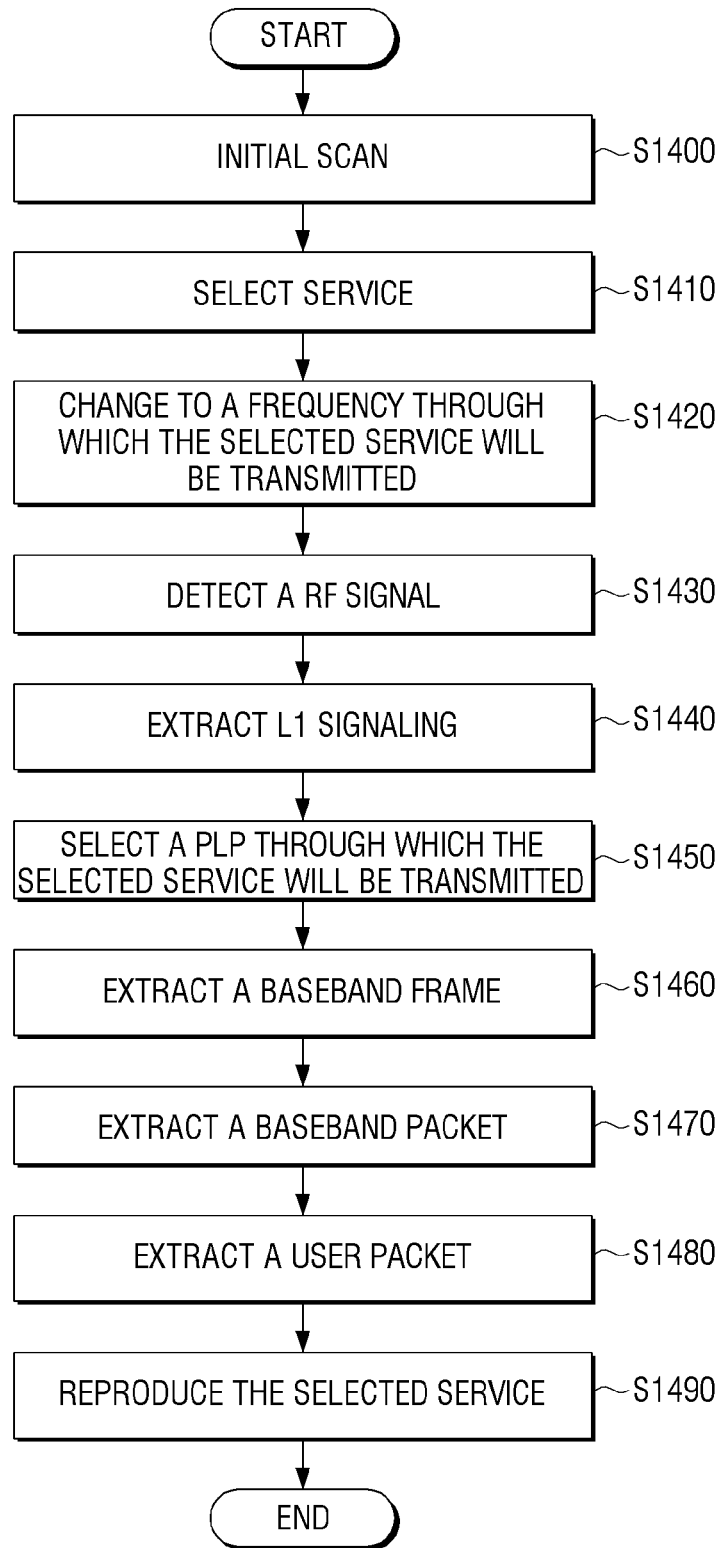 START
INITIAL SCAN
S1400
SELECT SERVICE
S1410
CHANGE TO A FREQUENCY THROUGH
WHICH THE SELECTED SERVICE WILL
BE TRANSMITTED
S1420
DETECT A RF SIGNAL
S1430
EXTRACT L1 SIGNALING
S1440
SELECT A PLP THROUGH WHICH THE
SELECTED SERVICE WILL BE TRANSMITTED
S1450
EXTRACT A BASEBAND FRAME
S1460
EXTRACT A BASEBAND PACKET
S1470
EXTRACT A USER PACKET
S1480
REPRODUCE THE SELECTED SERVICE
S1490
END